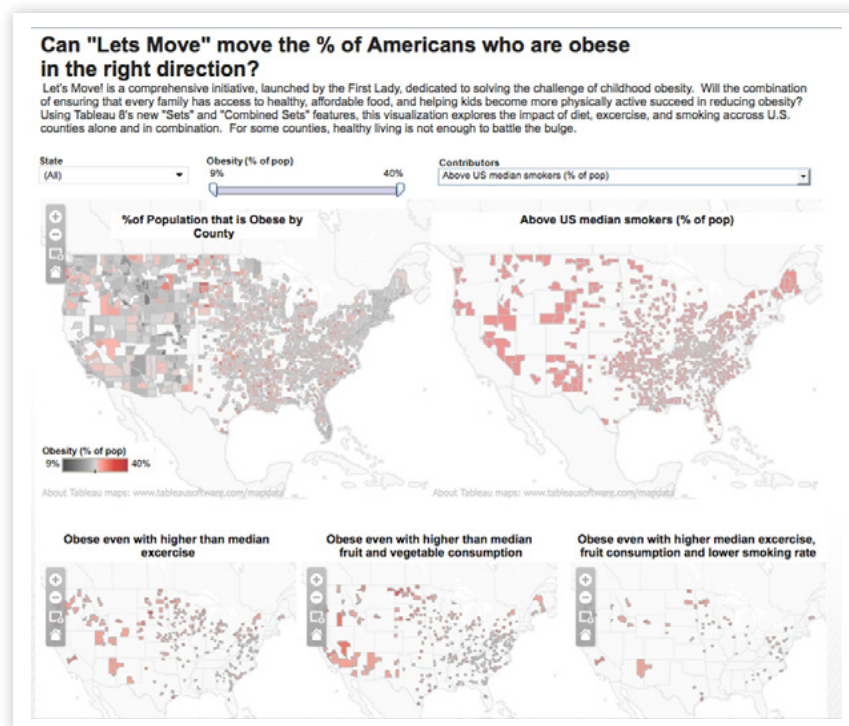 Can "Lets Move" move the % of Americans who are obese
in the right direction?
Let's Move! is a comprehensive initiative, launched by the First Lady, dedicated to solving the challenge of childhood obesity. Will the combination
of ensuring that every family has access to healthy, affordable food, and helping kids become more physically active succeed in reducing obesity?
Using Tableau 8's new "Sets" and "Combined Sets" features, this visualization explores the impact of diet, excercise, and smoking accross U.S.
counties alone and in combination. For some counties, healthy living is not enough to battle the bulge.
State
(All)
Obesity (% of pop)
9% 40%
Contributors
Above US median smokers (% of pop)
%of Population that is Obese by
County
Above US median smokers (% of pop)
Obesity (% of pop)
9% 40%
About Tableau maps: www.tableausoftware.com/mapdata
About Tableau maps: www.tableausoftware.com/mapdata
Obese even with higher than median
excercise
Obese even with higher than median
fruit and vegetable consumption
Obese even with higher median excercise,
fruit consumption and lower smoking rate